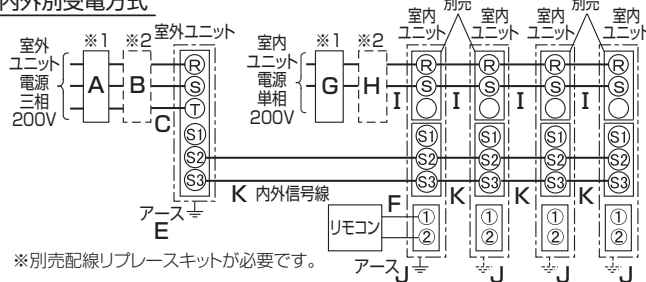 内外別受電方式
室外
ユニット
電源
三相
200V
※1
※2
A
B
C
室外ユニット
R
S
T
S1
S2
S3
アース
E
K 内外信号線
室内
ユニット
電源
単相
200V
※1
※2
G
H
I
I
I
I
別売
別売
室内
ユニット
R
S
S1
S2
S3
1
2
室内
ユニット
R
S
S1
S2
S3
1
2
室内
ユニット
R
S
S1
S2
S3
1
2
室内
ユニット
R
S
S1
S2
S3
1
2
F
K
K
K
リモコン
アース
J
J
J
J
※別売配線リプレースキットが必要です。